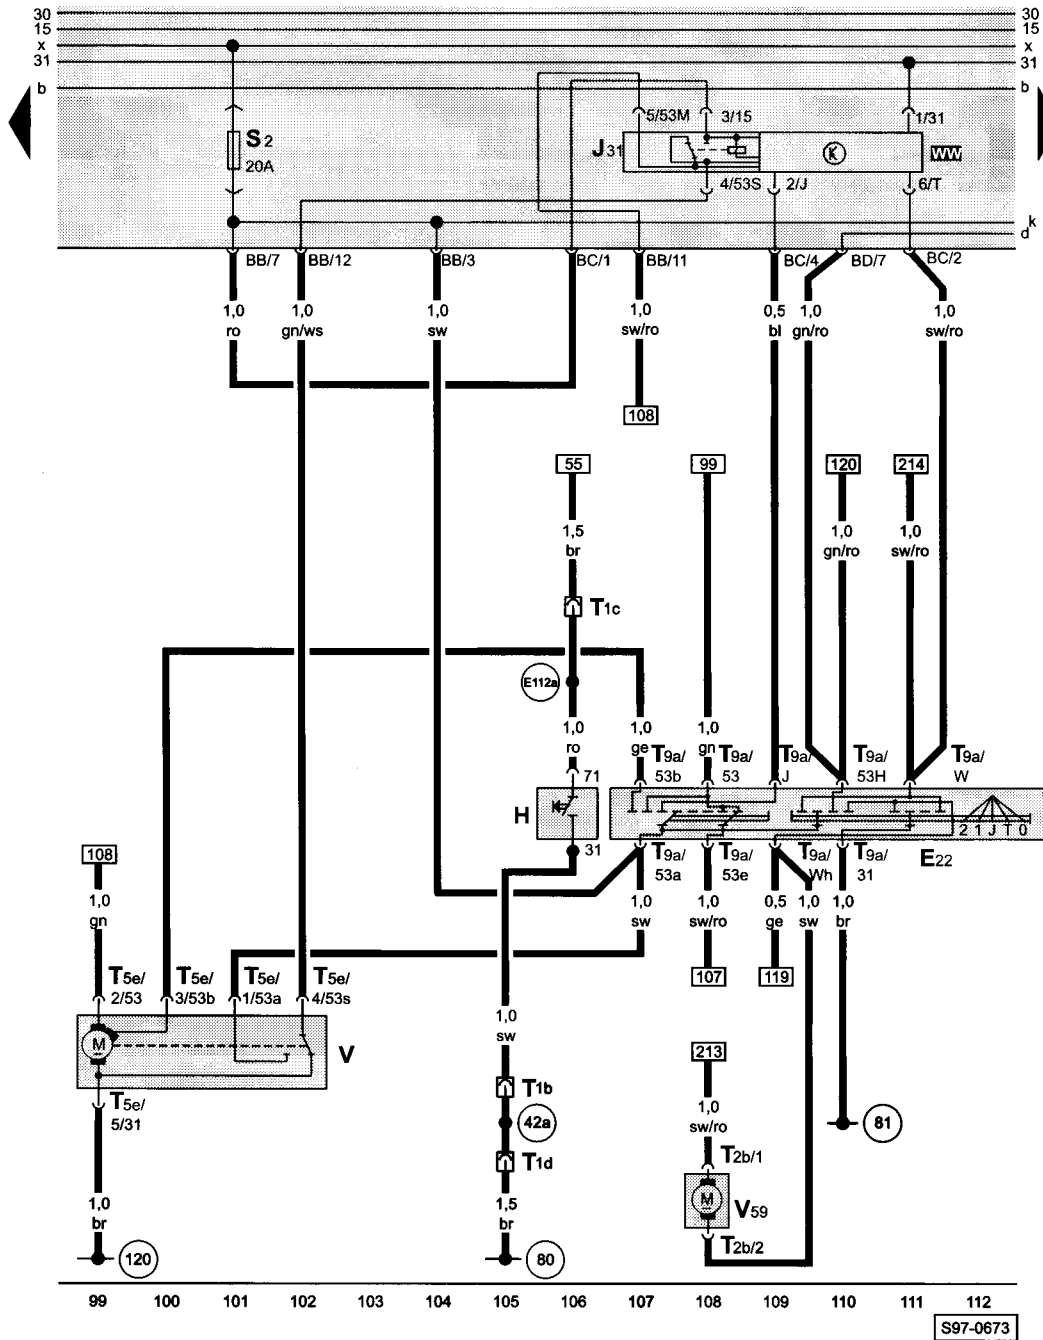 30 30
15 15
x x
31 31
b b
5/53M 3/15 1/31
S2
20A
J31 K WW
4/53S 2/J 6/T
k
d
BB/7 BB/12 BB/3 BC/1 BB/11 BC/4 BD/7 BC/2
1,0 1,0 1,0 1,0 0,5 1,0 1,0
ro gn/ws sw sw/ro bl gn/ro sw/ro
108
55 99 120 214
1,5 1,0 1,0
br gn/ro sw/ro
T1c
E112a
1,0 1,0 1,0
ro ge gn
T9a/ T9a/ T9a/ T9a/ T9a/
71 53b 53 J 53H W
H
2 1 J T 0
31 T9a/ T9a/ T9a/ T9a/ E22
53a 53e Wh 31
108
1,0 1,0 1,0 0,5 1,0 1,0
gn sw sw/ro ge sw br
107 119
T5e/ T5e/ T5e/ T5e/
2/53 3/53b 1/53a 4/53s
1,0
sw
M V
213
T5e/
5/31
T1b
42a
T1d
1,0
sw/ro
81
T2b/1
M V59
T2b/2
1,0 1,5
br br
120 80
99 100 101 102 103 104 105 106 107 108 109 110 111 112
S97-0673